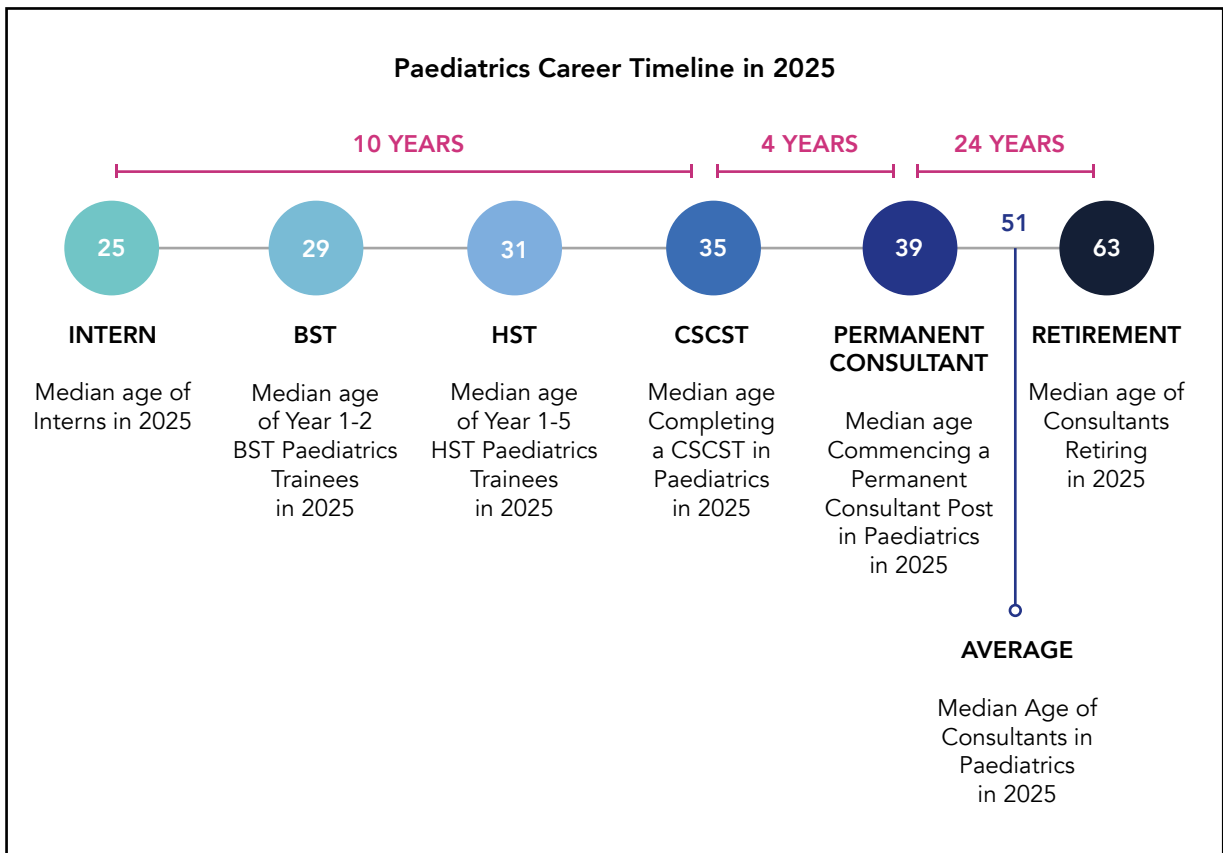 Paediatrics Career Timeline in 2025
10 YEARS
4 YEARS
24 YEARS
25
29
31
35
39
51
63
INTERN
Median age of
Interns in 2025
BST
Median age
of Year 1-2
BST Paediatrics
Trainees
in 2025
HST
Median age
of Year 1-5
HST Paediatrics
Trainees
in 2025
CSCST
Median age
Completing
a CSCST in
Paediatrics
in 2025
PERMANENT
CONSULTANT
Median age
Commencing a
Permanent
Consultant Post
in Paediatrics
in 2025
RETIREMENT
Median age of
Consultants
Retiring
in 2025
AVERAGE
Median Age of
Consultants in
Paediatrics
in 2025